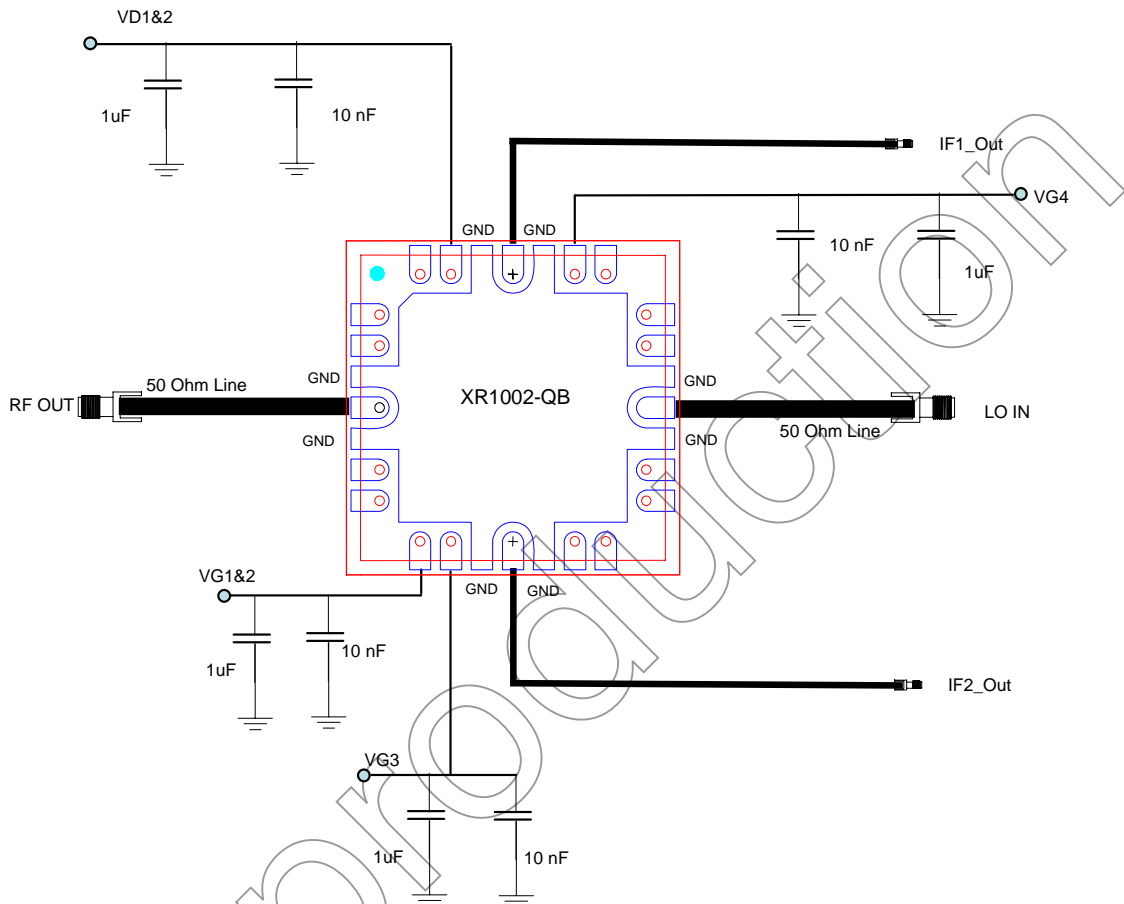 VD1&2
1uF
10 nF
IF1_Out
VG4
GND
GND
10 nF
1uF
GND
50 Ohm Line
RF OUT
XR1002-QB
GND
LO IN
GND
GND
50 Ohm Line
VG1&2
GND
GND
1uF
10 nF
IF2_Out
VG3
1uF
10 nF
production